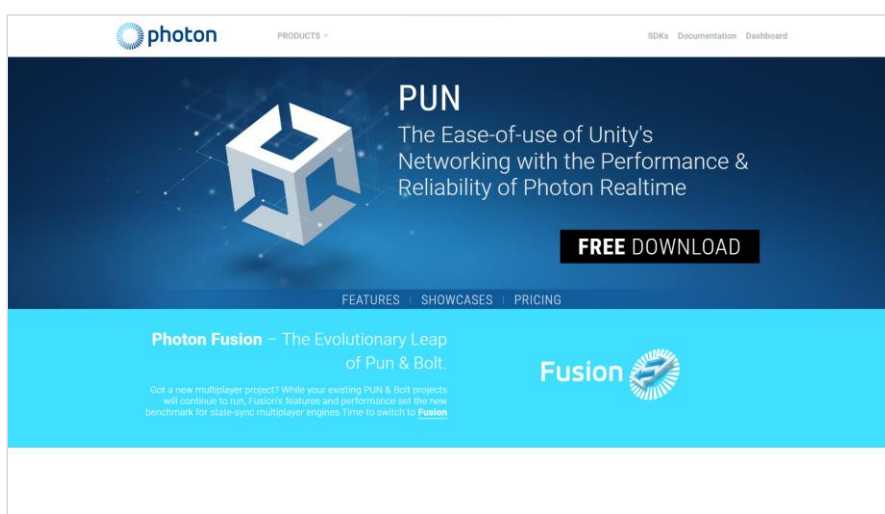 photon
PRODUCTS
SDKs Documentation Dashboard
PUN
The Ease-of-use of Unity's
Networking with the Performance &
Reliability of Photon Realtime
FREE DOWNLOAD
FEATURES | SHOWCASES | PRICING
Photon Fusion – The Evolutionary Leap
of Pun & Bolt.
Got a new multiplayer project? While your existing PUN & Bolt projects
will continue to run, Fusion's features and performance set the new
benchmark for state-sync multiplayer engines.Time to switch to Fusion
Fusion